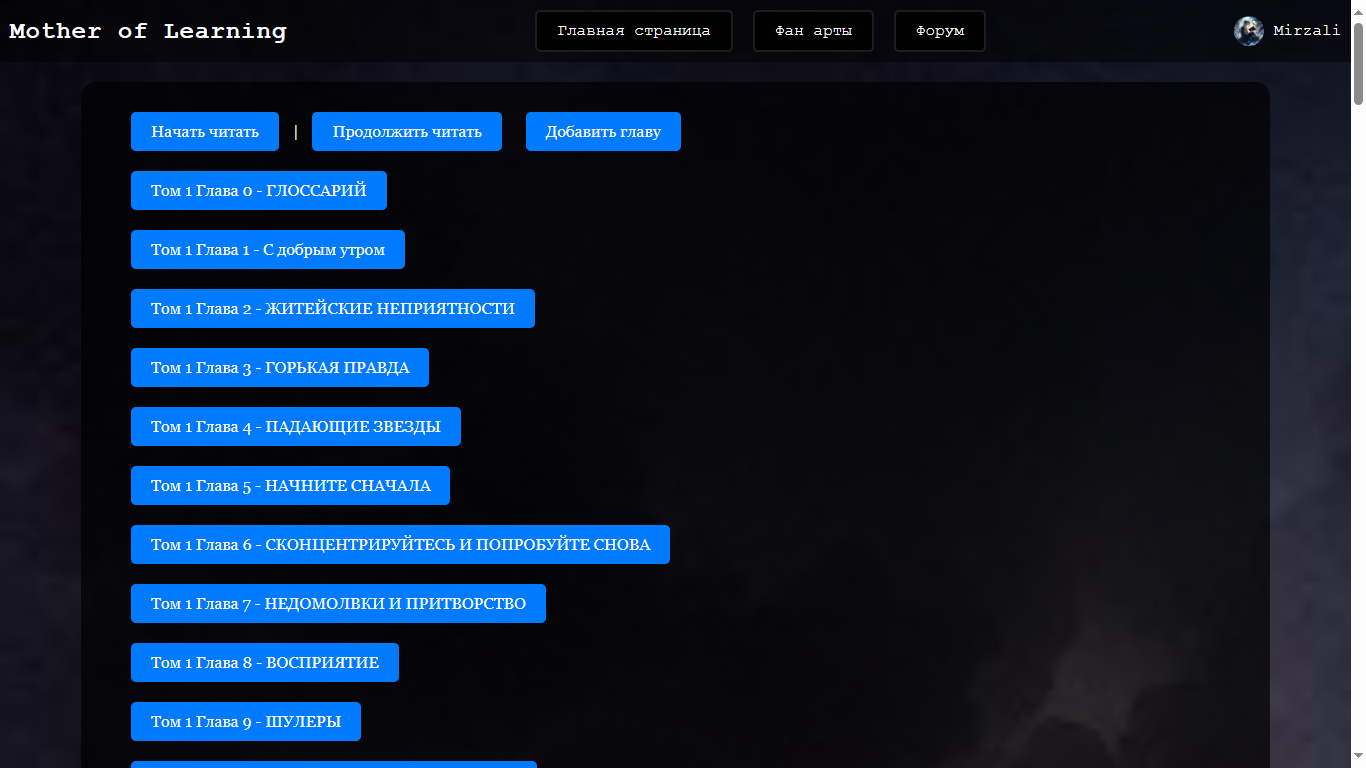 Mother of Learning
Главная страница
Фан арты
Форум
Mirzali
Начать читать | Продолжить читать Добавить главу
Том 1 Глава 0 - ГЛОССАРИЙ
Том 1 Глава 1 - С добрым утром
Том 1 Глава 2 - ЖИТЕЙСКИЕ НЕПРИЯТНОСТИ
Том 1 Глава 3 - ГОРЬКАЯ ПРАВДА
Том 1 Глава 4 - ПАДАЮЩИЕ ЗВЕЗДЫ
Том 1 Глава 5 - НАЧНИТЕ СНАЧАЛА
Том 1 Глава 6 - СКОНЦЕНТРИРУЙТЕСЬ И ПОПРОБУЙТЕ СНОВА
Том 1 Глава 7 - НЕДОМОЛВКИ И ПРИТВОРСТВО
Том 1 Глава 8 - ВОСПРИЯТИЕ
Том 1 Глава 9 - ШУЛЕРЫ